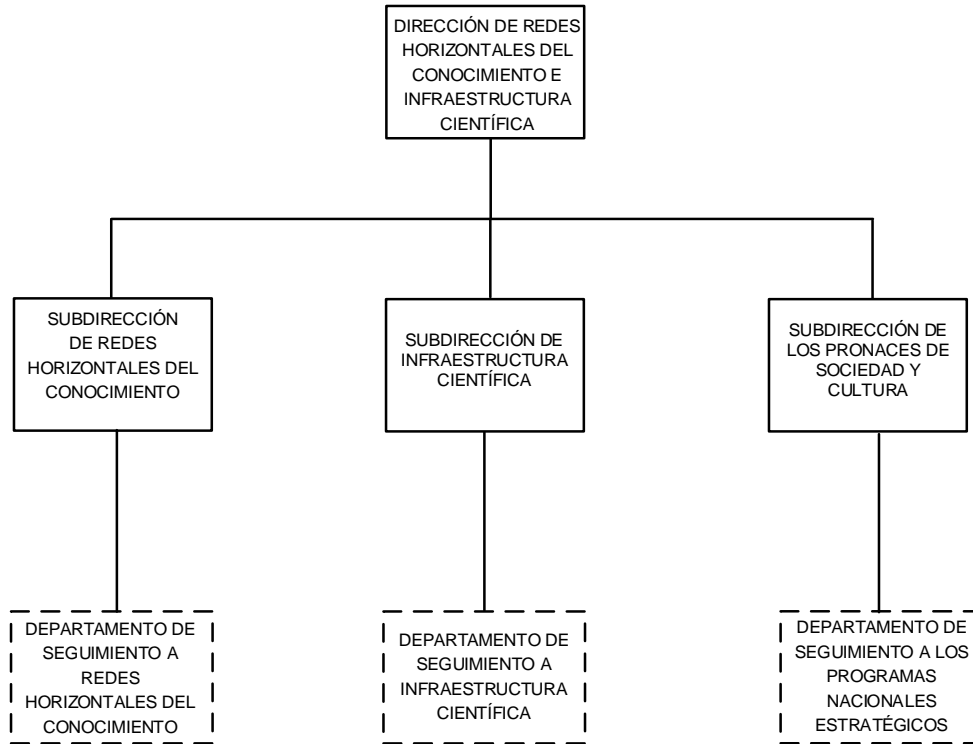 DIRECCIÓN DE REDES
HORIZONTALES DEL
CONOCIMIENTO E
INFRAESTRUCTURA
CIENTÍFICA
SUBDIRECCIÓN
DE REDES
HORIZONTALES DEL
CONOCIMIENTO
SUBDIRECCIÓN DE
INFRAESTRUCTURA
CIENTÍFICA
SUBDIRECCIÓN DE
LOS PRONACES DE
SOCIEDAD Y
CULTURA
DEPARTAMENTO DE
SEGUIMIENTO A
REDES
HORIZONTALES DEL
CONOCIMIENTO
DEPARTAMENTO DE
SEGUIMIENTO A
INFRAESTRUCTURA
CIENTÍFICA
DEPARTAMENTO DE
SEGUIMIENTO A LOS
PROGRAMAS
NACIONALES
ESTRATÉGICOS